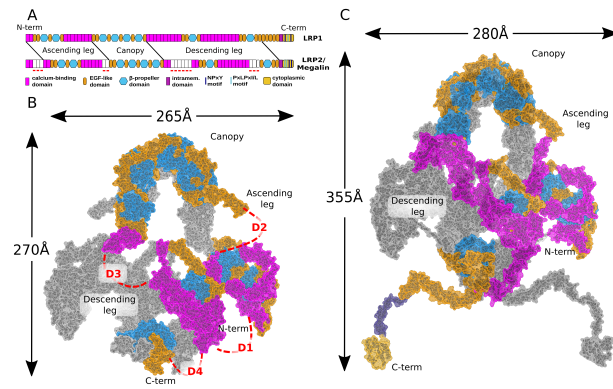 A
N-term
C-term
LRP1
Ascending leg
Canopy
Descending leg
LRP2/
Megalin
calcium-binding
domain
EGF-like
domain
β-propeller
domain
intramem.
domain
NPxY
motif
PxLPxI/L
motif
cytoplasmic
domain
B
265Å
Canopy
Ascending
leg
270Å
D2
D3
Descending
leg
N-term
D1
D4
C-term
C
280Å
Canopy
Ascending
leg
355Å
Descending
leg
N-term
C-term